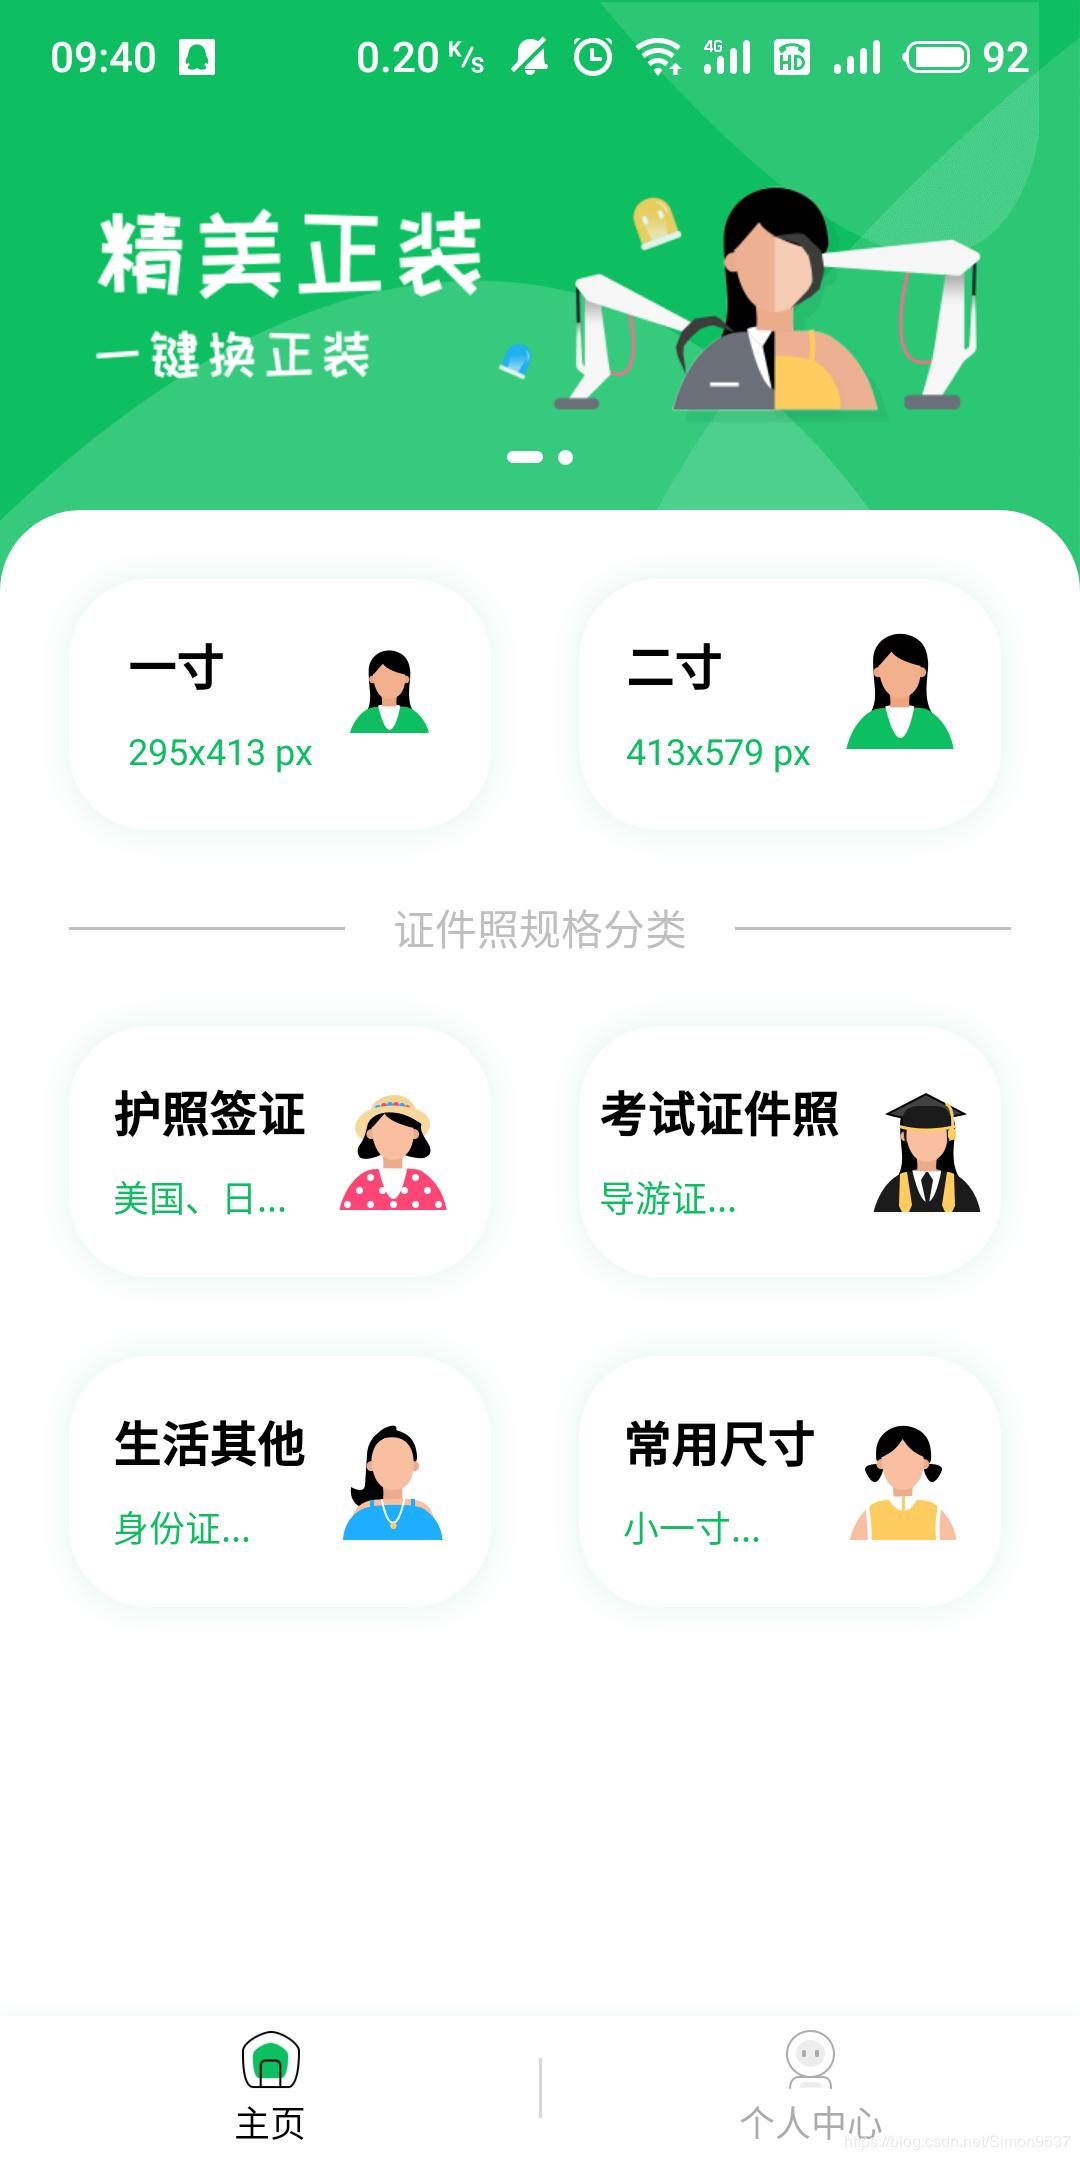 09:40 0.20 K/s 4G HD 92
精美正装
一键换正装
一寸
295x413 px
二寸
413x579 px
证件照规格分类
护照签证
美国、日...
考试证件照
导游证...
生活其他
身份证...
常用尺寸
小一寸...
主页
个人中心
https://blog.csdn.net/Simon9537